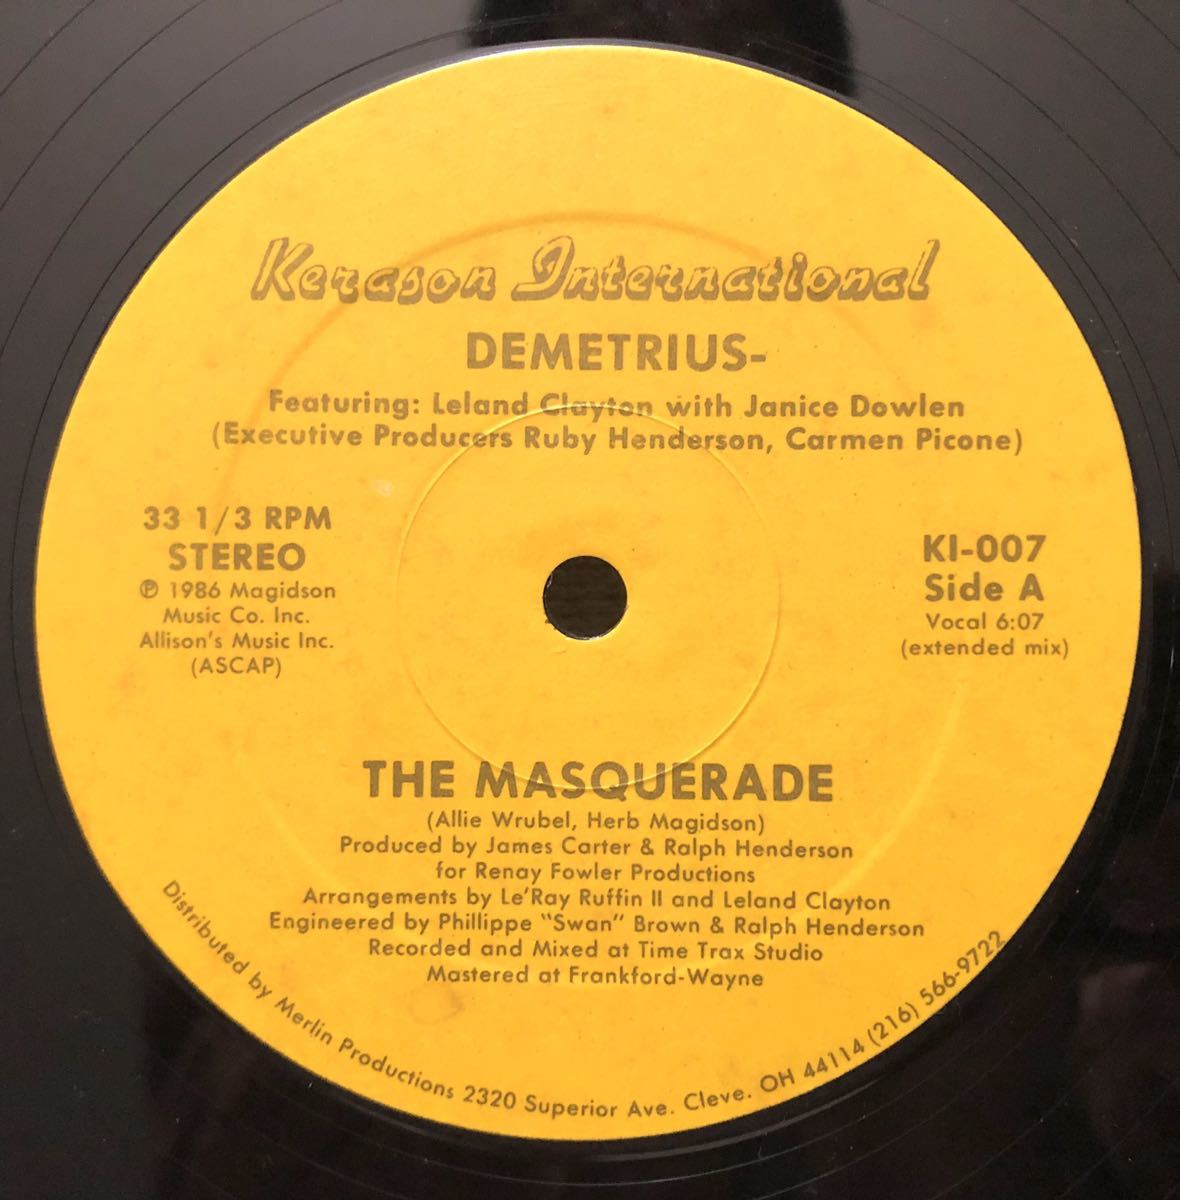 Kerason International
DEMETRIUS-
Featuring: Leland Clayton with Janice Dowlen
(Executive Producers Ruby Henderson, Carmen Picone)
33 1/3 RPM
STEREO
℗ 1986 Magidson
Music Co. Inc.
Allison's Music Inc.
(ASCAP)
KI-007
Side A
Vocal 6:07
(extended mix)
THE MASQUERADE
(Allie Wrubel, Herb Magidson)
Produced by James Carter & Ralph Henderson
for Renay Fowler Productions
Arrangements by Le'Ray Ruffin II and Leland Clayton
Engineered by Phillippe "Swan" Brown & Ralph Henderson
Recorded and Mixed at Time Trax Studio
Mastered at Frankford-Wayne
Distributed by Merlin Productions 2320 Superior Ave. Cleve. OH 44114 (216) 566-9722